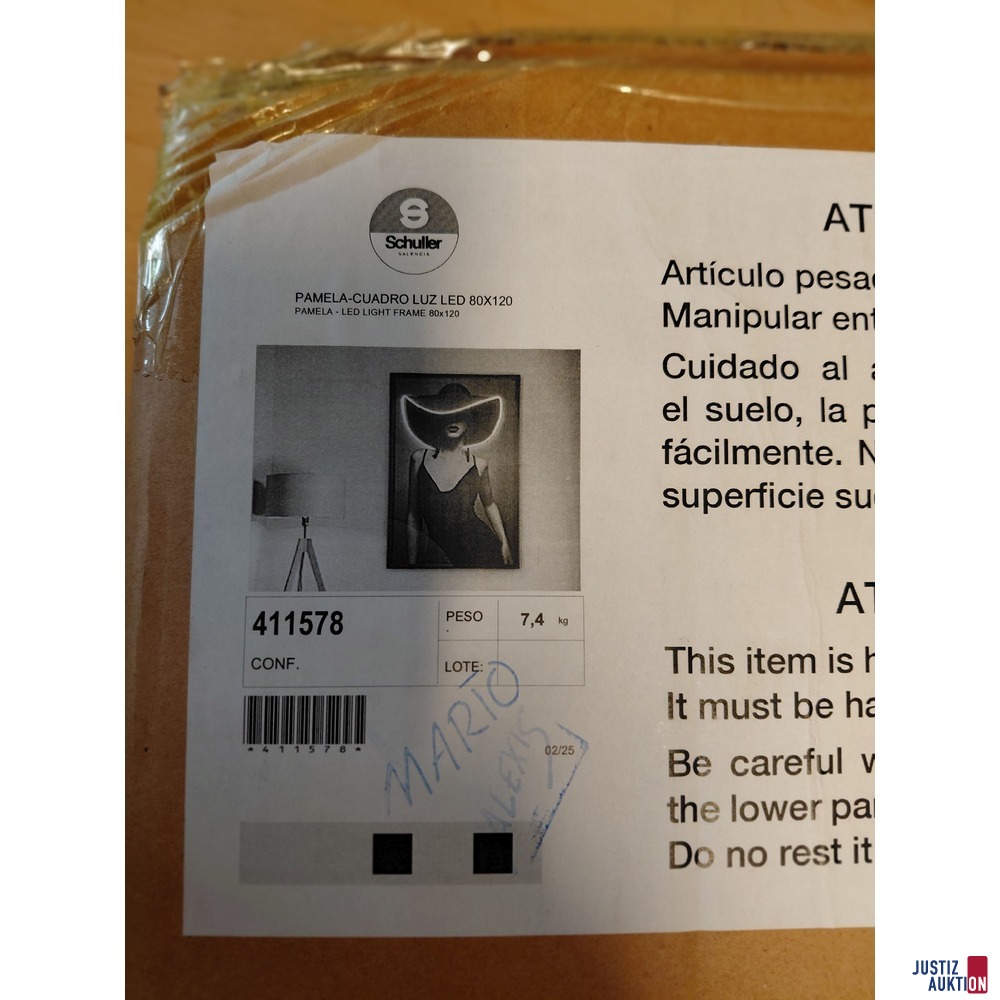 S
Schuller
VALENCIA
PAMELA-CUADRO LUZ LED 80X120
PAMELA - LED LIGHT FRAME 80x120
411578
PESO
.
7,4 kg
CONF.
LOTE:
*411578*
MARIO
ALEXIS
02/25
AT
Artículo pesa
Manipular ent
Cuidado al a
el suelo, la p
fácilmente. N
superficie su
AT
This item is h
It must be ha
Be careful w
the lower par
Do no rest it
JUSTIZ
AUKTION